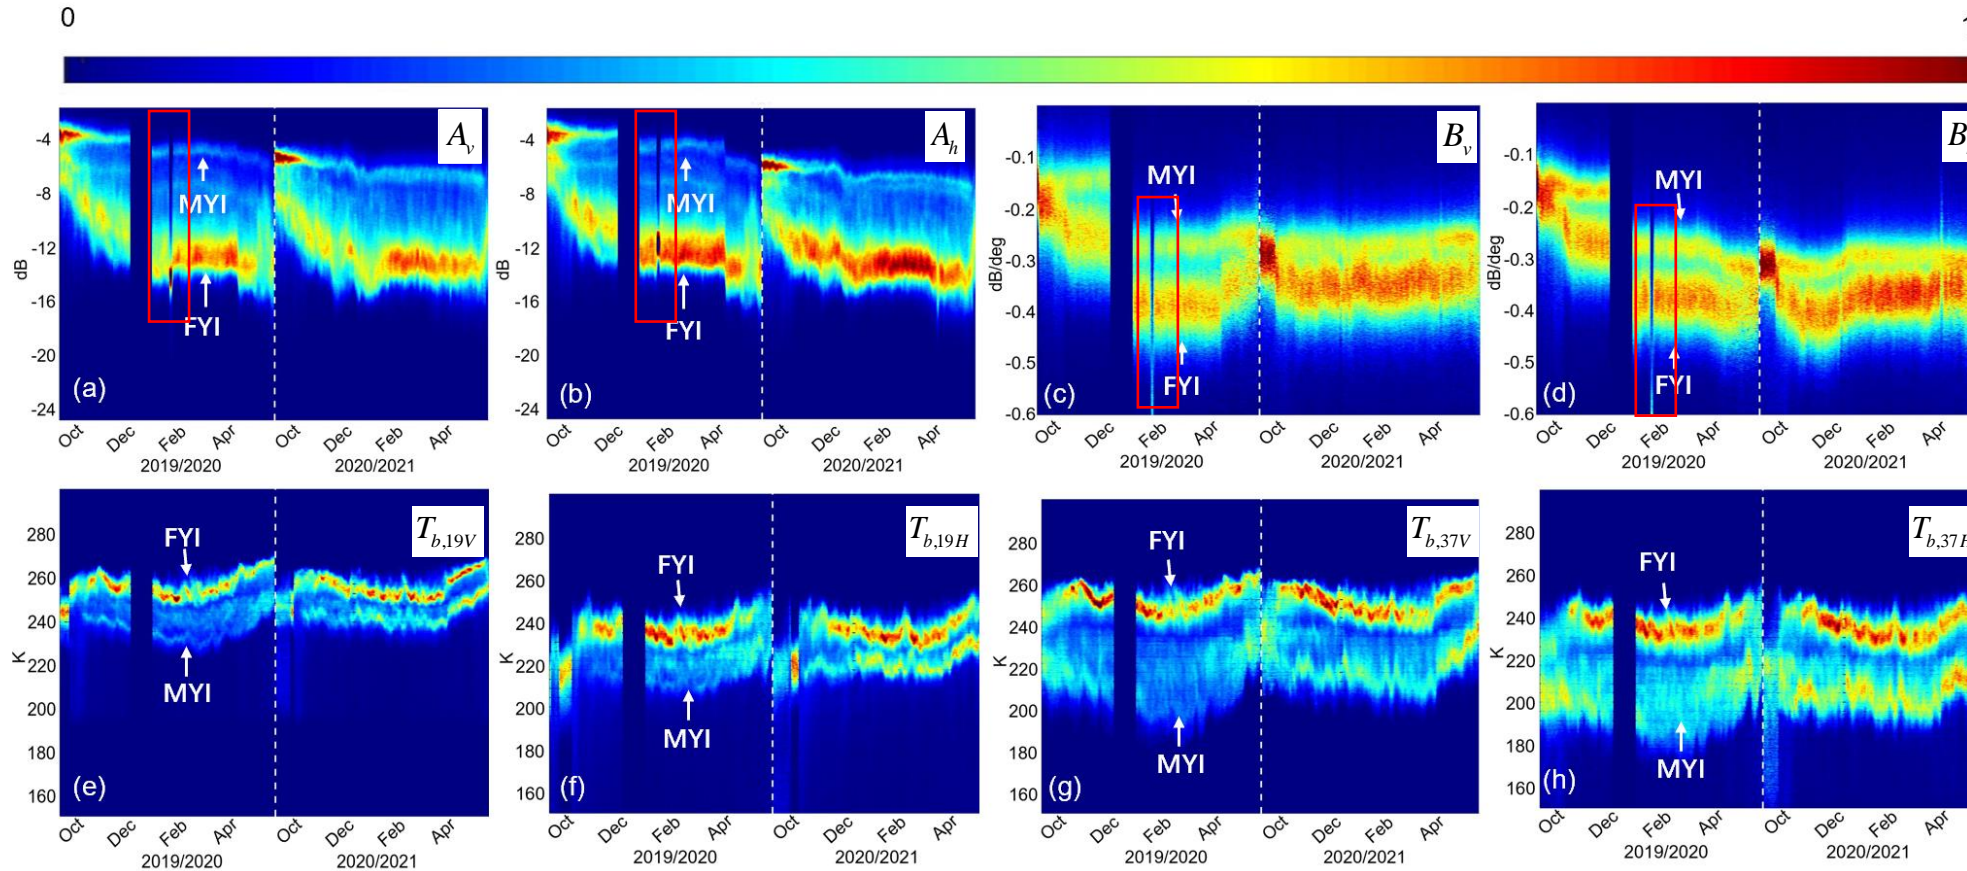 0
A_v
A_h
B_v
B
-4
-8
-12
-16
-20
-24
dB
MYI
FYI
(a)
Oct Dec Feb Apr Oct Dec Feb Apr
2019/2020 2020/2021
-4
-8
-12
-16
-20
-24
dB
MYI
FYI
(b)
Oct Dec Feb Apr Oct Dec Feb Apr
2019/2020 2020/2021
-0.1
-0.2
-0.3
-0.4
-0.5
-0.6
dB/deg
MYI
FYI
(c)
Oct Dec Feb Apr Oct Dec Feb Apr
2019/2020 2020/2021
-0.1
-0.2
-0.3
-0.4
-0.5
-0.6
dB/deg
MYI
FYI
(d)
Oct Dec Feb Apr Oct Dec Feb Apr
2019/2020 2020/2021
T_{b,19V}
280
260
240
220
200
180
160
K
FYI
MYI
(e)
Oct Dec Feb Apr Oct Dec Feb Apr
2019/2020 2020/2021
T_{b,19H}
280
260
240
220
200
180
160
K
FYI
MYI
(f)
Oct Dec Feb Apr Oct Dec Feb Apr
2019/2020 2020/2021
T_{b,37V}
280
260
240
220
200
180
160
K
FYI
MYI
(g)
Oct Dec Feb Apr Oct Dec Feb Apr
2019/2020 2020/2021
T_{b,37H}
280
260
240
220
200
180
160
K
FYI
MYI
(h)
Oct Dec Feb Apr Oct Dec Feb Apr
2019/2020 2020/2021